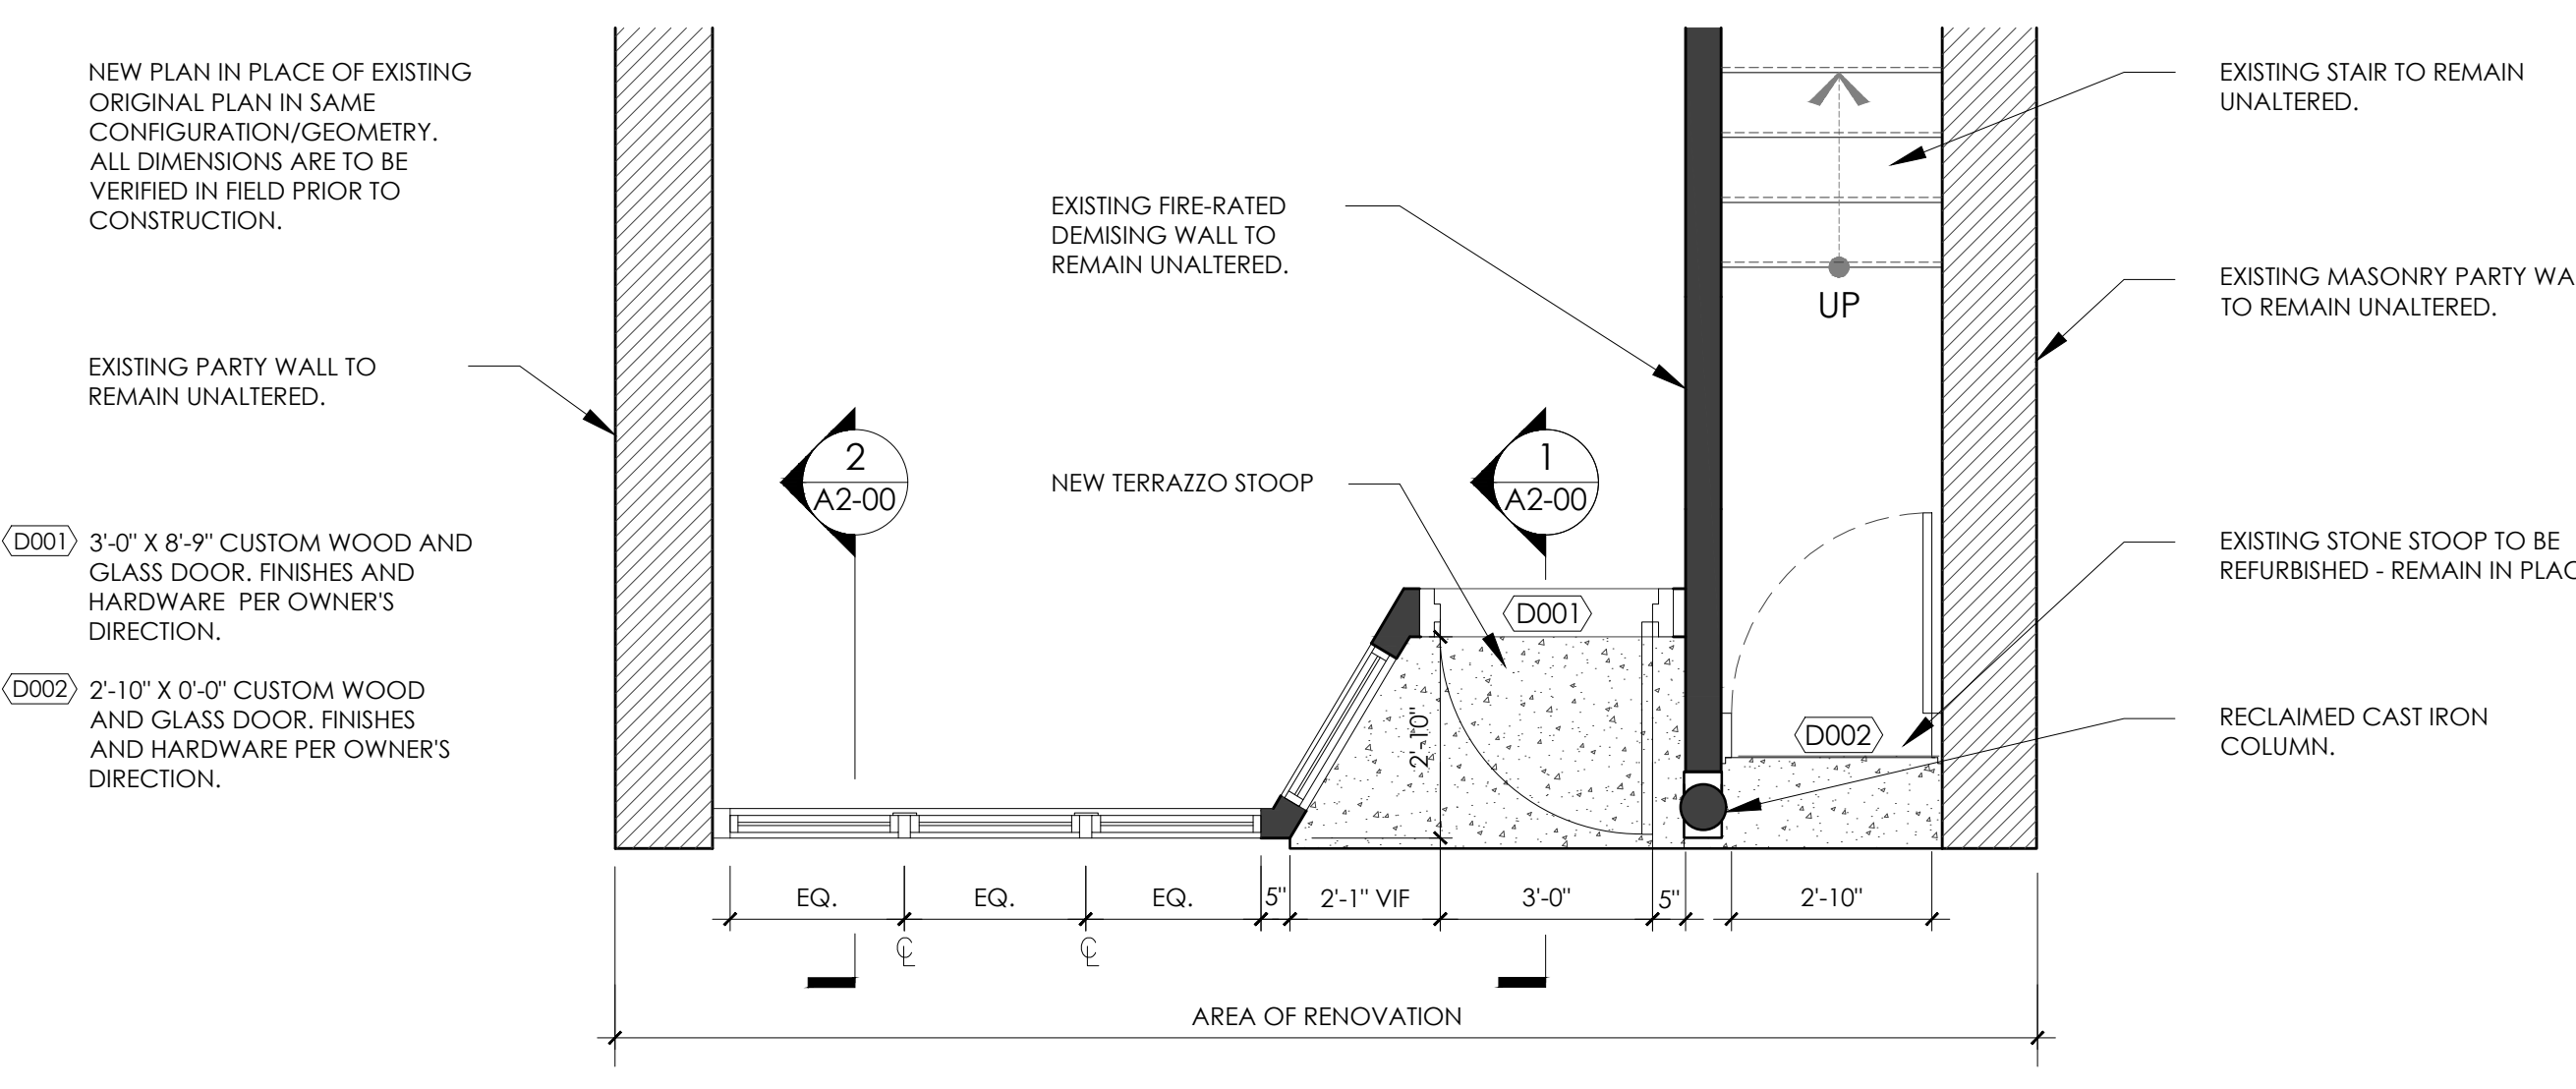 NEW PLAN IN PLACE OF EXISTING
ORIGINAL PLAN IN SAME
CONFIGURATION/GEOMETRY.
ALL DIMENSIONS ARE TO BE
VERIFIED IN FIELD PRIOR TO
CONSTRUCTION.
EXISTING PARTY WALL TO
REMAIN UNALTERED.
D001 3'-0" X 8'-9" CUSTOM WOOD AND
GLASS DOOR. FINISHES AND
HARDWARE PER OWNER'S
DIRECTION.
D002 2'-10" X 0'-0" CUSTOM WOOD
AND GLASS DOOR. FINISHES
AND HARDWARE PER OWNER'S
DIRECTION.
EXISTING FIRE-RATED
DEMISING WALL TO
REMAIN UNALTERED.
NEW TERRAZZO STOOP
2
A2-00
1
A2-00
UP
D001
D002
2'-10"
EXISTING STAIR TO REMAIN
UNALTERED.
EXISTING MASONRY PARTY WA
TO REMAIN UNALTERED.
EXISTING STONE STOOP TO BE
REFURBISHED - REMAIN IN PLAC
RECLAIMED CAST IRON
COLUMN.
EQ. EQ. EQ. 5" 2'-1" VIF 3'-0" 5" 2'-10"
℄ ℄
AREA OF RENOVATION